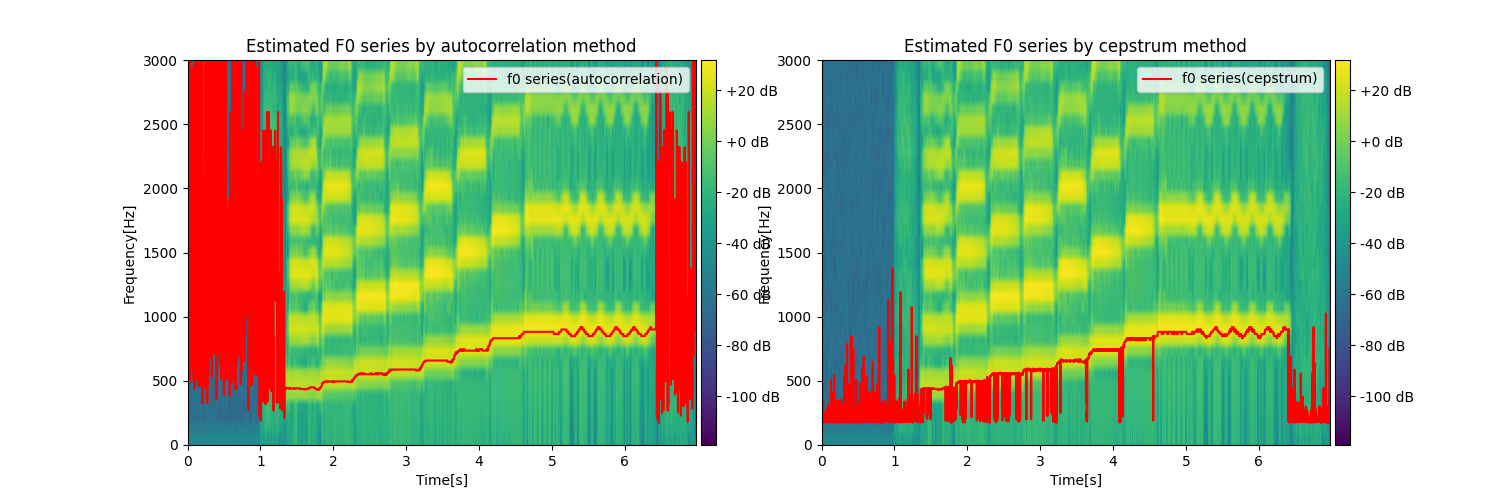 Estimated F0 series by autocorrelation method
f0 series(autocorrelation)
Frequency[Hz]
3000
2500
2000
1500
1000
500
0
0 1 2 3 4 5 6
Time[s]
+20 dB
+0 dB
-20 dB
-40 dB
-60 dB
-80 dB
-100 dB
Estimated F0 series by cepstrum method
f0 series(cepstrum)
Frequency[Hz]
3000
2500
2000
1500
1000
500
0
0 1 2 3 4 5 6
Time[s]
+20 dB
+0 dB
-20 dB
-40 dB
-60 dB
-80 dB
-100 dB